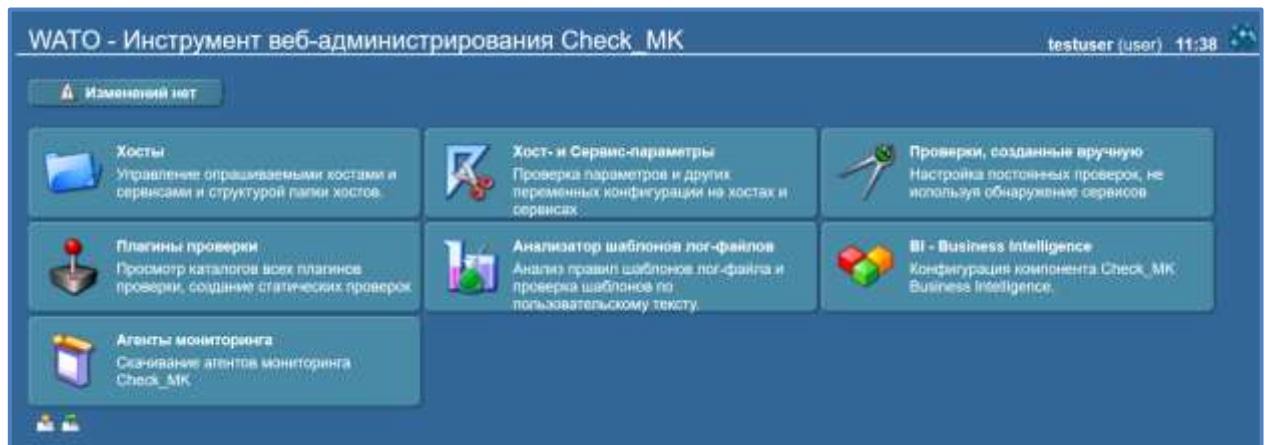 WATO - Инструмент веб-администрирования Check_MK
testuser (user) 11:38
Изменений нет
Хосты
Управление опрашиваемыми хостами и
сервисами и структурой папки хостов.
Хост- и Сервис-параметры
Проверка параметров и других
переменных конфигурации на хостах и
сервисах
Проверки, созданные вручную
Настройка постоянных проверок, не
используя обнаружение сервисов
Плагины проверки
Просмотр каталогов всех плагинов
проверки, создание статических проверок
Анализатор шаблонов лог-файлов
Анализ правил шаблонов лог-файла и
проверка шаблонов по
пользовательскому тексту.
BI - Business Intelligence
Конфигурация компонента Check_MK
Business Intelligence.
Агенты мониторинга
Скачивание агентов мониторинга
Check_MK